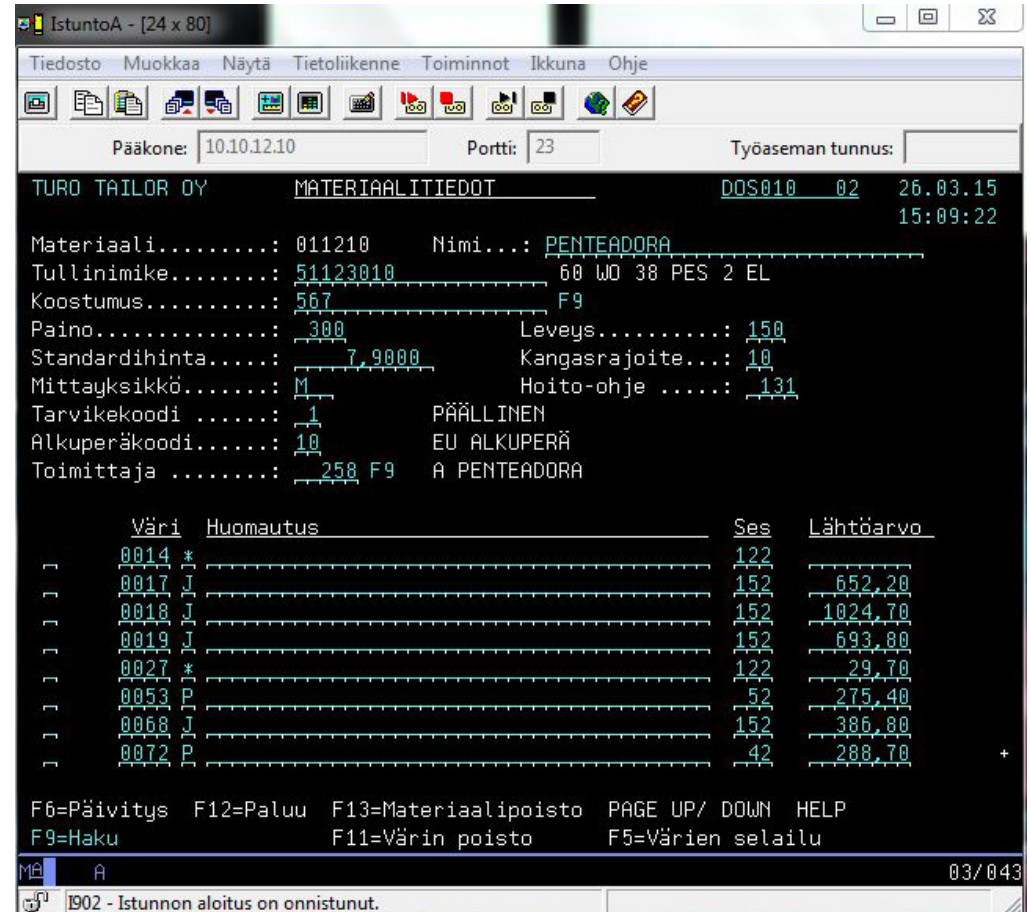 IstuntoA - [24 x 80]
Tiedosto Muokkaa Näytä Tietoliikenne Toiminnot Ikkuna Ohje
Pääkone: 10.10.12.10 Portti: 23 Työaseman tunnus:
TURO TAILOR OY MATERIAALITIEDOT DOS010 02 26.03.15
15:09:22
Materiaali.........: 011210 Nimi...: PENTEADORA
Tullinimike........: 51123010 60 WO 38 PES 2 EL
Koostumus..........: 567 F9
Paino..............: 300 Leveys..........: 150
Standardihinta.....: 7,9000 Kangasrajoite...: 10
Mittayksikkö.......: M Hoito-ohje .....: 131
Tarvikekoodi ......: 1 PÄÄLLINEN
Alkuperäkoodi......: 10 EU ALKUPERÄ
Toimittaja ........: 258 F9 A PENTEADORA
Väri Huomautus Ses Lähtöarvo
0014 * 122
0017 J 152 652,20
0018 J 152 1024,70
0019 J 152 693,80
0027 * 122 29,70
0053 P 52 275,40
0068 J 152 386,80
0072 P 42 288,70 +
F6=Päivitys F12=Paluu F13=Materiaalipoisto PAGE UP/ DOWN HELP
F9=Haku F11=Värin poisto F5=Värien selailu
MA A 03/043
I902 - Istunnon aloitus on onnistunut.